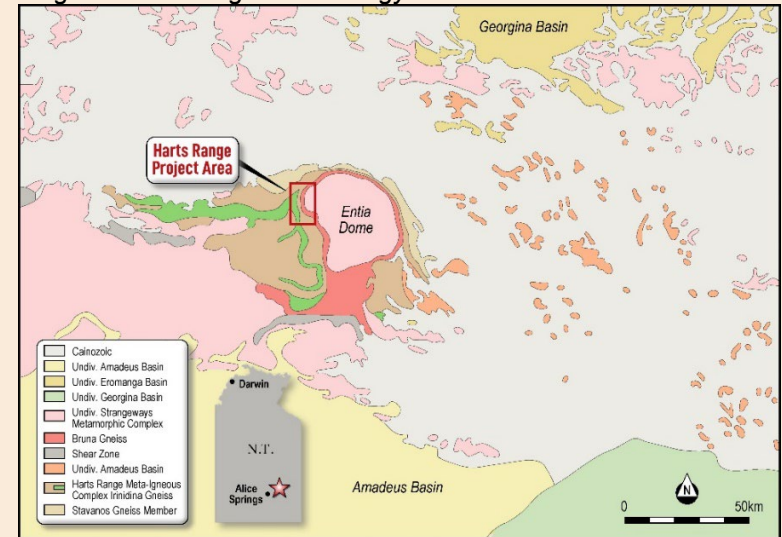 Georgina Basin
Harts Range
Project Area
Entia
Dome
Cainozoic
Undiv. Amadeus Basin
Undiv. Eromanga Basin
Undiv. Georgina Basin
Undiv. Strangeways
Metamorphic Complex
Bruna Gneiss
Shear Zone
Undiv. Amadeus Basin
Harts Range Meta-Igneous
Complex Irinidina Gneiss
Stavanos Gneiss Member
Darwin
N.T.
Alice
Springs
Amadeus Basin
N
0 50km